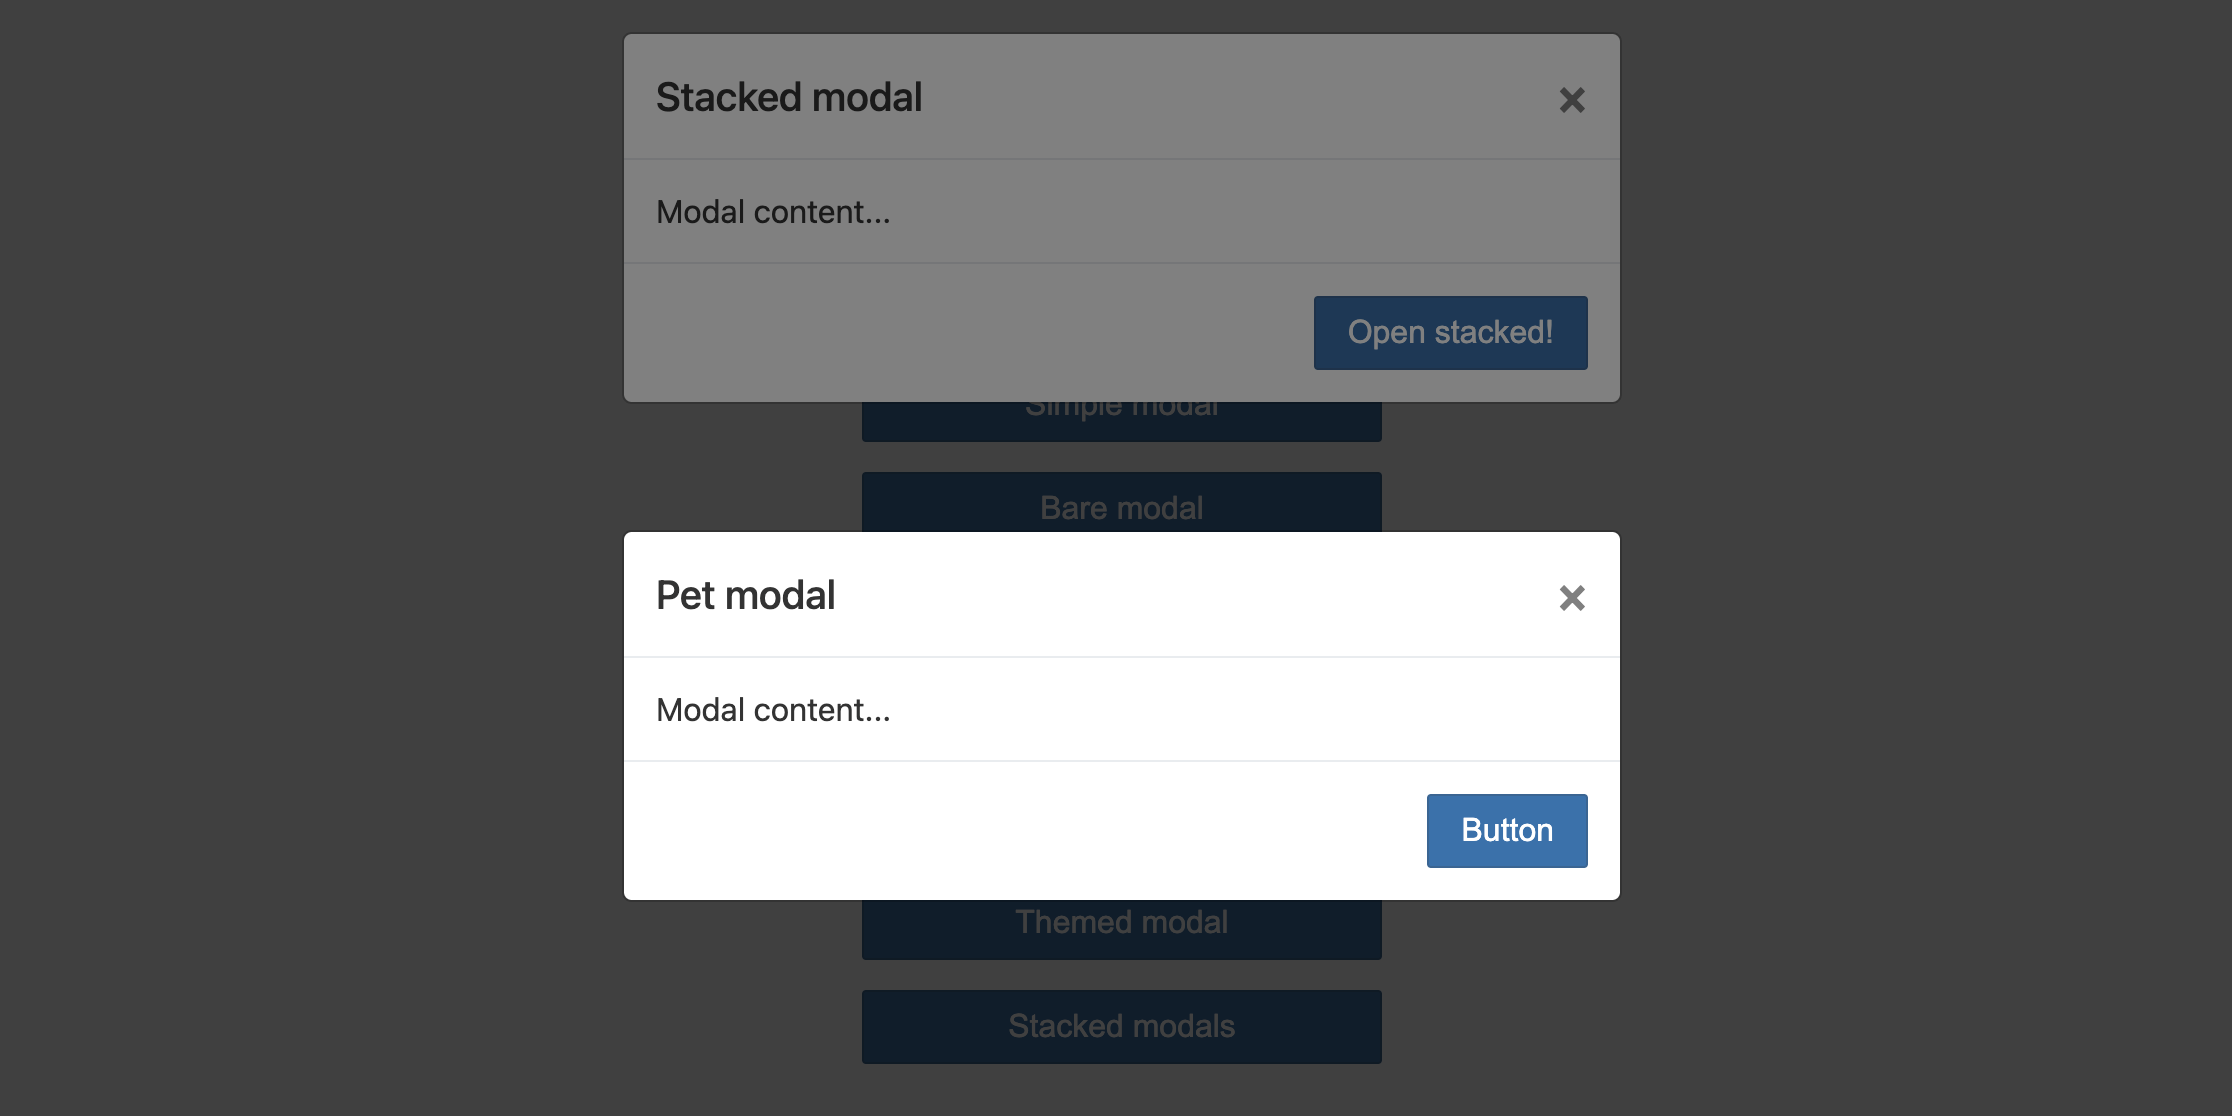 Stacked modal
×
Modal content...
Open stacked!
Simple modal
Bare modal
Pet modal
×
Modal content...
Button
Themed modal
Stacked modals